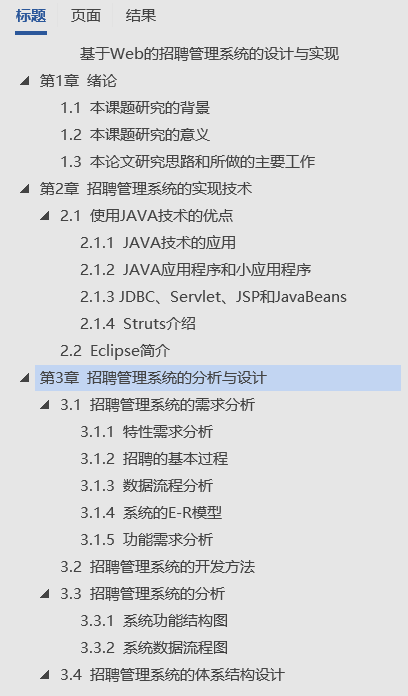 标题 页面 结果
基于Web的招聘管理系统的设计与实现
第1章 绪论
1.1 本课题研究的背景
1.2 本课题研究的意义
1.3 本论文研究思路和所做的主要工作
第2章 招聘管理系统的实现技术
2.1 使用JAVA技术的优点
2.1.1 JAVA技术的应用
2.1.2 JAVA应用程序和小应用程序
2.1.3 JDBC、Servlet、JSP和JavaBeans
2.1.4 Struts介绍
2.2 Eclipse简介
第3章 招聘管理系统的分析与设计
3.1 招聘管理系统的需求分析
3.1.1 特性需求分析
3.1.2 招聘的基本过程
3.1.3 数据流程分析
3.1.4 系统的E-R模型
3.1.5 功能需求分析
3.2 招聘管理系统的开发方法
3.3 招聘管理系统的分析
3.3.1 系统功能结构图
3.3.2 系统数据流程图
3.4 招聘管理系统的体系结构设计